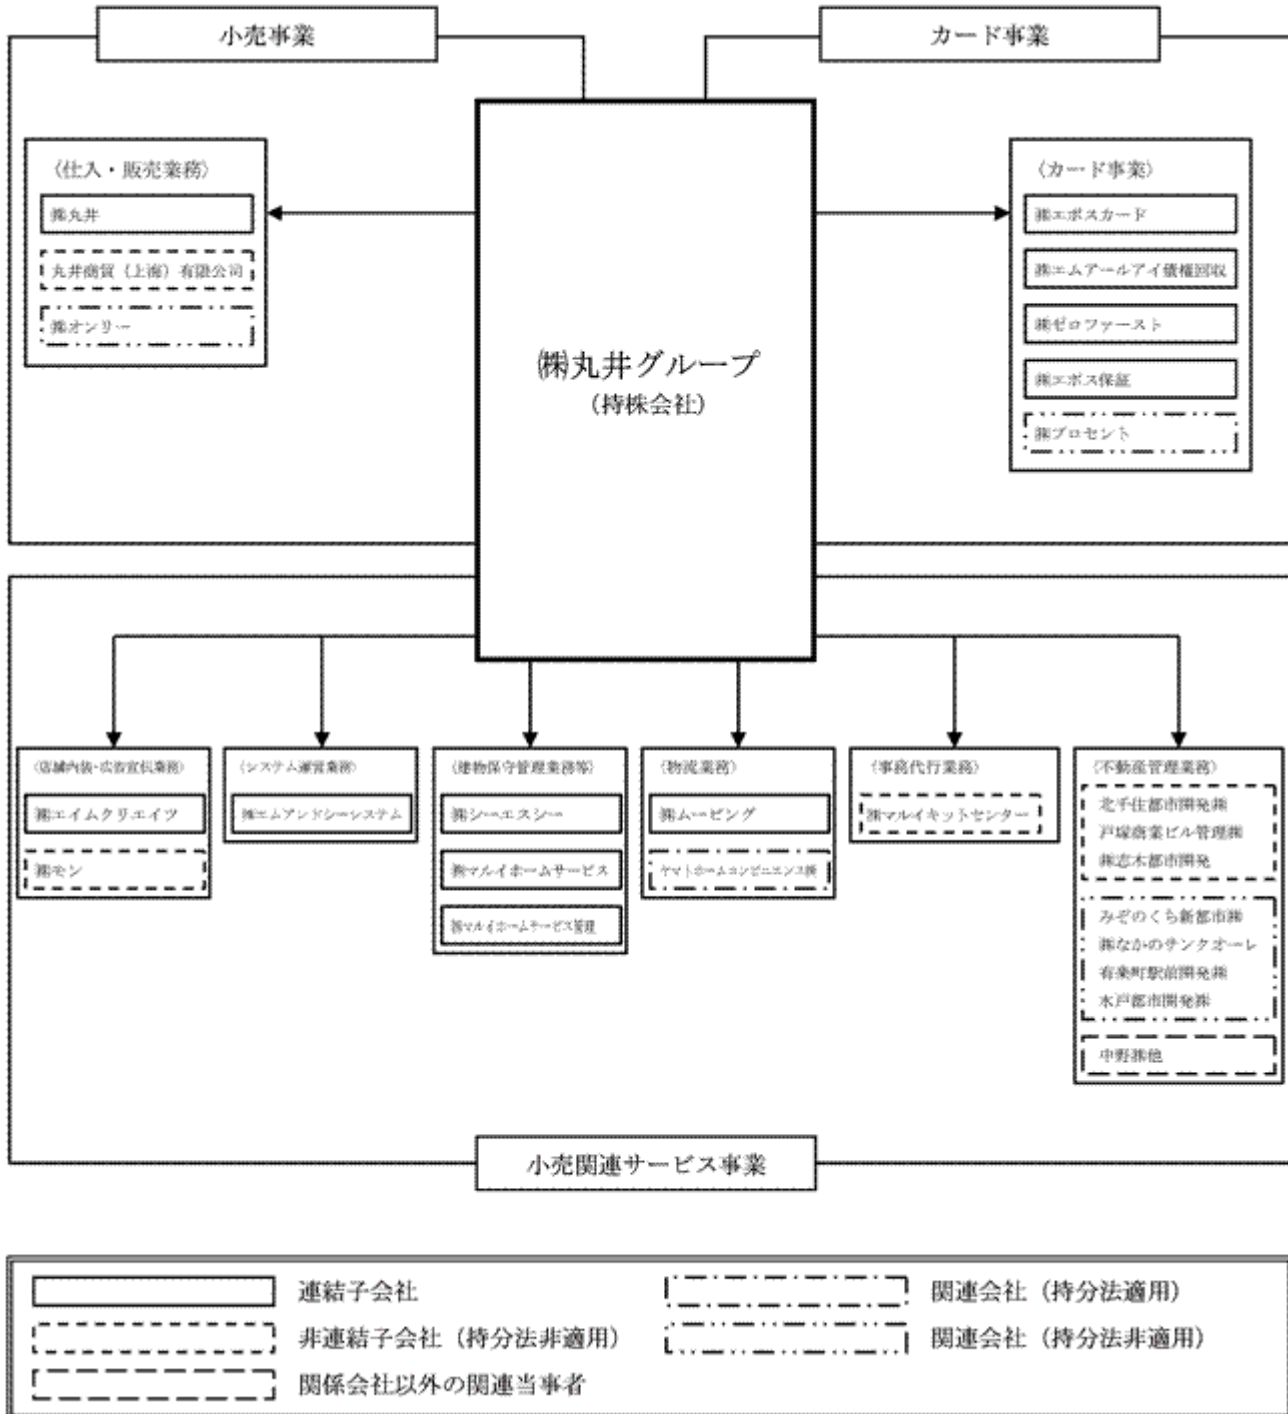 小売事業
カード事業
〈仕入・販売業務〉
㈱丸井
丸井商貿（上海）有限公司
㈱オンリー
㈱丸井グループ
（持株会社）
〈カード事業〉
㈱エポスカード
㈱エムアールアイ債権回収
㈱ゼロファースト
㈱エポス保証
㈱プロセント
〈店舗内装・広告宣伝業務〉
㈱エイムクリエイツ
㈱モン
〈システム運営業務〉
㈱エムアンドシーシステム
〈建物保守管理業務等〉
㈱シーエスシー
㈱マルイホームサービス
㈱マルイホームサービス管理
〈物流業務〉
㈱ムービング
ヤマトホームコンビニエンス㈱
〈事務代行業務〉
㈱マルイキットセンター
〈不動産管理業務〉
北千住都市開発㈱
戸塚商業ビル管理㈱
㈱志木都市開発
みぞのくち新都市㈱
㈱なかのサンクオーレ
有楽町駅前開発㈱
水戸都市開発㈱
中野㈱他
小売関連サービス事業
連結子会社
関連会社（持分法適用）
非連結子会社（持分法非適用）
関連会社（持分法非適用）
関係会社以外の関連当事者